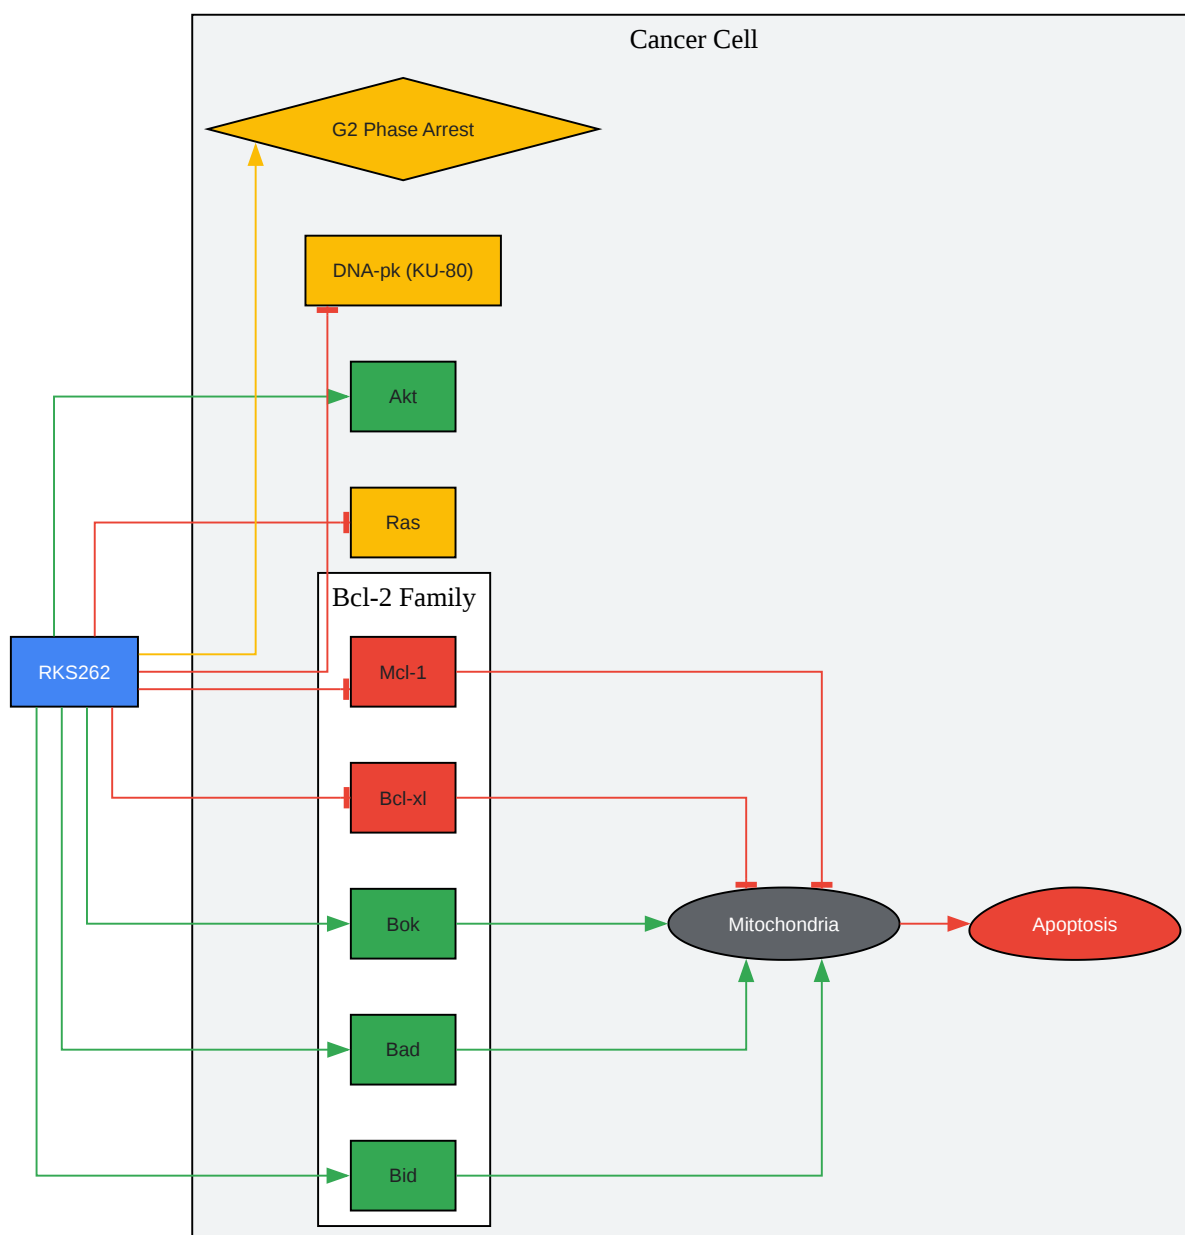 Cancer Cell
G2 Phase Arrest
DNA-pk (KU-80)
Akt
Ras
Bcl-2 Family
RKS262
Mcl-1
Bcl-xl
Bok
Mitochondria
Apoptosis
Bad
Bid